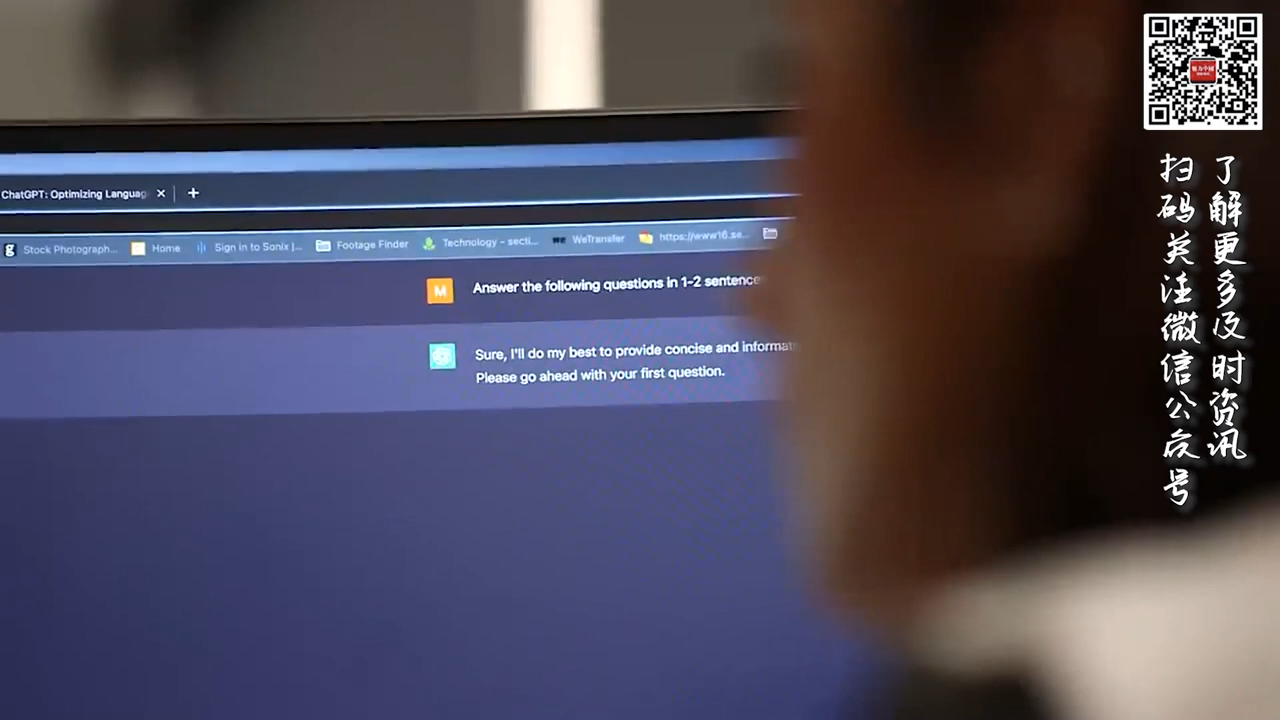 ChatGPT: Optimizing Languag
Stock Photograph...
Home
Sign in to Sonix |...
Footage Finder
Technology – secti...
WeTransfer
https://www16.se...
M
Answer the following questions in 1-2 sentence
Sure, I'll do my best to provide concise and informat
Please go ahead with your first question.
了解更多及时资讯
扫码关注微信公众号